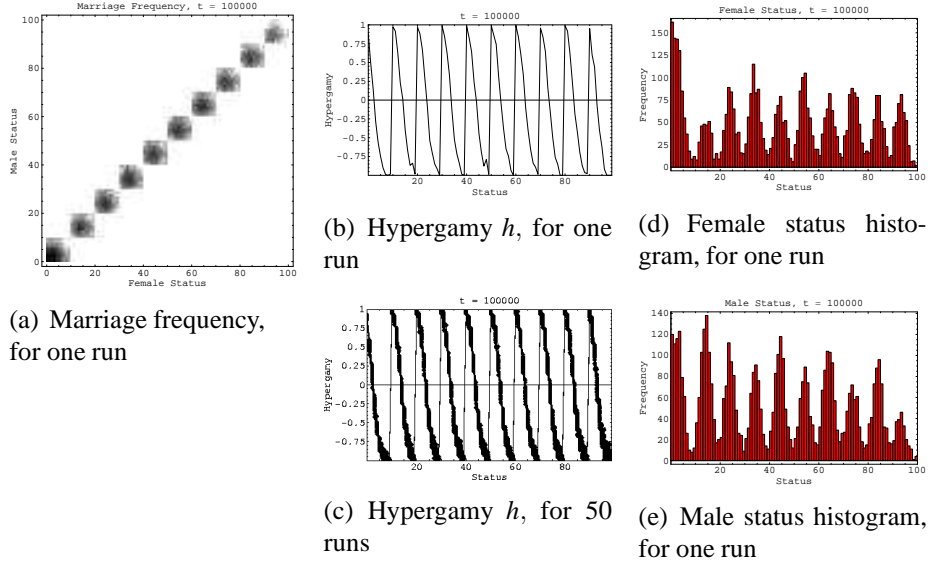 Marriage Frequency, t = 100000
100
80
60
40
20
0
Male Status
0 20 40 60 80 100
Female Status
(a) Marriage frequency,
for one run
t = 100000
1
0.75
0.5
0.25
0
-0.25
-0.5
-0.75
Hypergamy
20 40 60 80
Status
(b) Hypergamy h, for one
run
t = 100000
1
0.75
0.5
0.25
0
-0.25
-0.5
-0.75
Hypergamy
20 40 60 80
Status
(c) Hypergamy h, for 50
runs
Female Status, t = 100000
150
125
100
75
50
25
0
Frequency
20 40 60 80 100
Status
(d) Female status histo-
gram, for one run
Male Status, t = 100000
140
120
100
80
60
40
20
0
Frequency
20 40 60 80 100
Status
(e) Male status histogram,
for one run